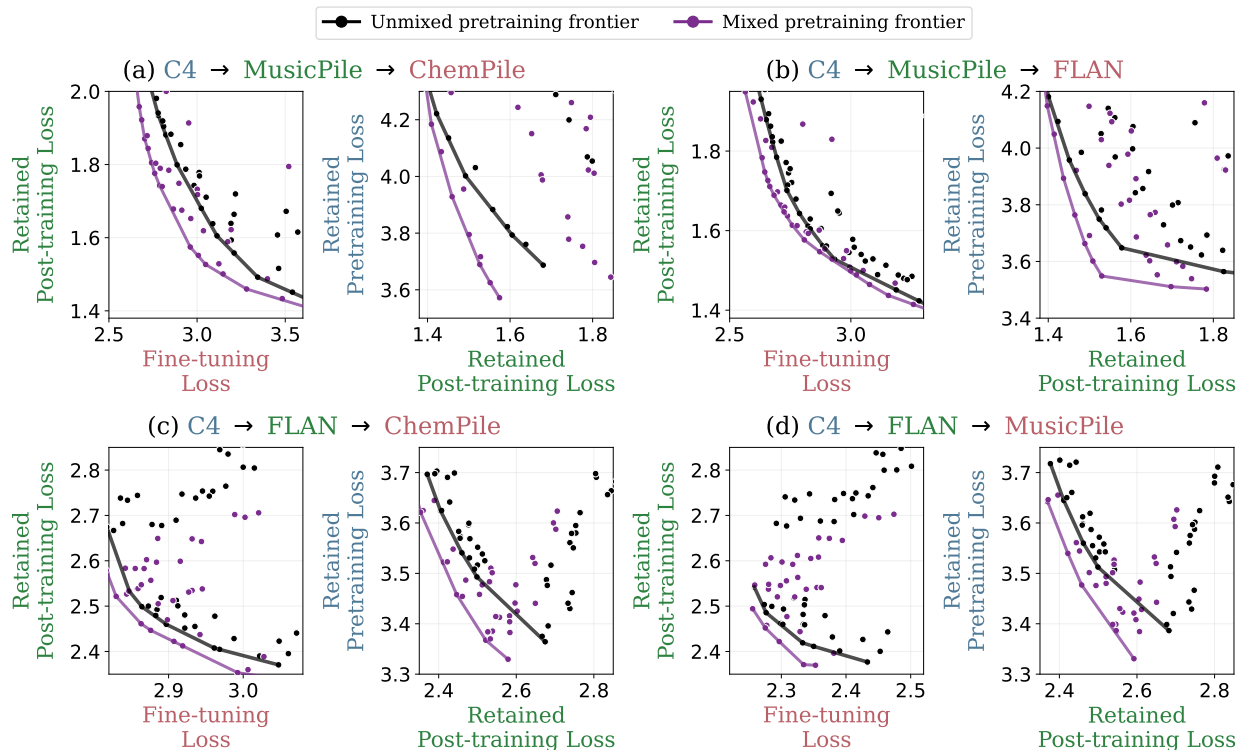 Unmixed pretraining frontier
Mixed pretraining frontier
(a) C4 → MusicPile → ChemPile
Retained
Post-training Loss
2.0
1.8
1.6
1.4
2.5
3.0
3.5
Fine-tuning
Loss
Retained
Pretraining Loss
4.2
4.0
3.8
3.6
1.4
1.6
1.8
Retained
Post-training Loss
(b) C4 → MusicPile → FLAN
Retained
Post-training Loss
1.8
1.6
1.4
2.5
3.0
Fine-tuning
Loss
Retained
Pretraining Loss
4.2
4.0
3.8
3.6
3.4
1.4
1.6
1.8
Retained
Post-training Loss
(c) C4 → FLAN → ChemPile
Retained
Post-training Loss
2.8
2.7
2.6
2.5
2.4
2.9
3.0
Fine-tuning
Loss
Retained
Pretraining Loss
3.7
3.6
3.5
3.4
3.3
2.4
2.6
2.8
Retained
Post-training Loss
(d) C4 → FLAN → MusicPile
Retained
Post-training Loss
2.8
2.7
2.6
2.5
2.4
2.3
2.4
2.5
Fine-tuning
Loss
Retained
Pretraining Loss
3.7
3.6
3.5
3.4
3.3
2.4
2.6
2.8
Retained
Post-training Loss